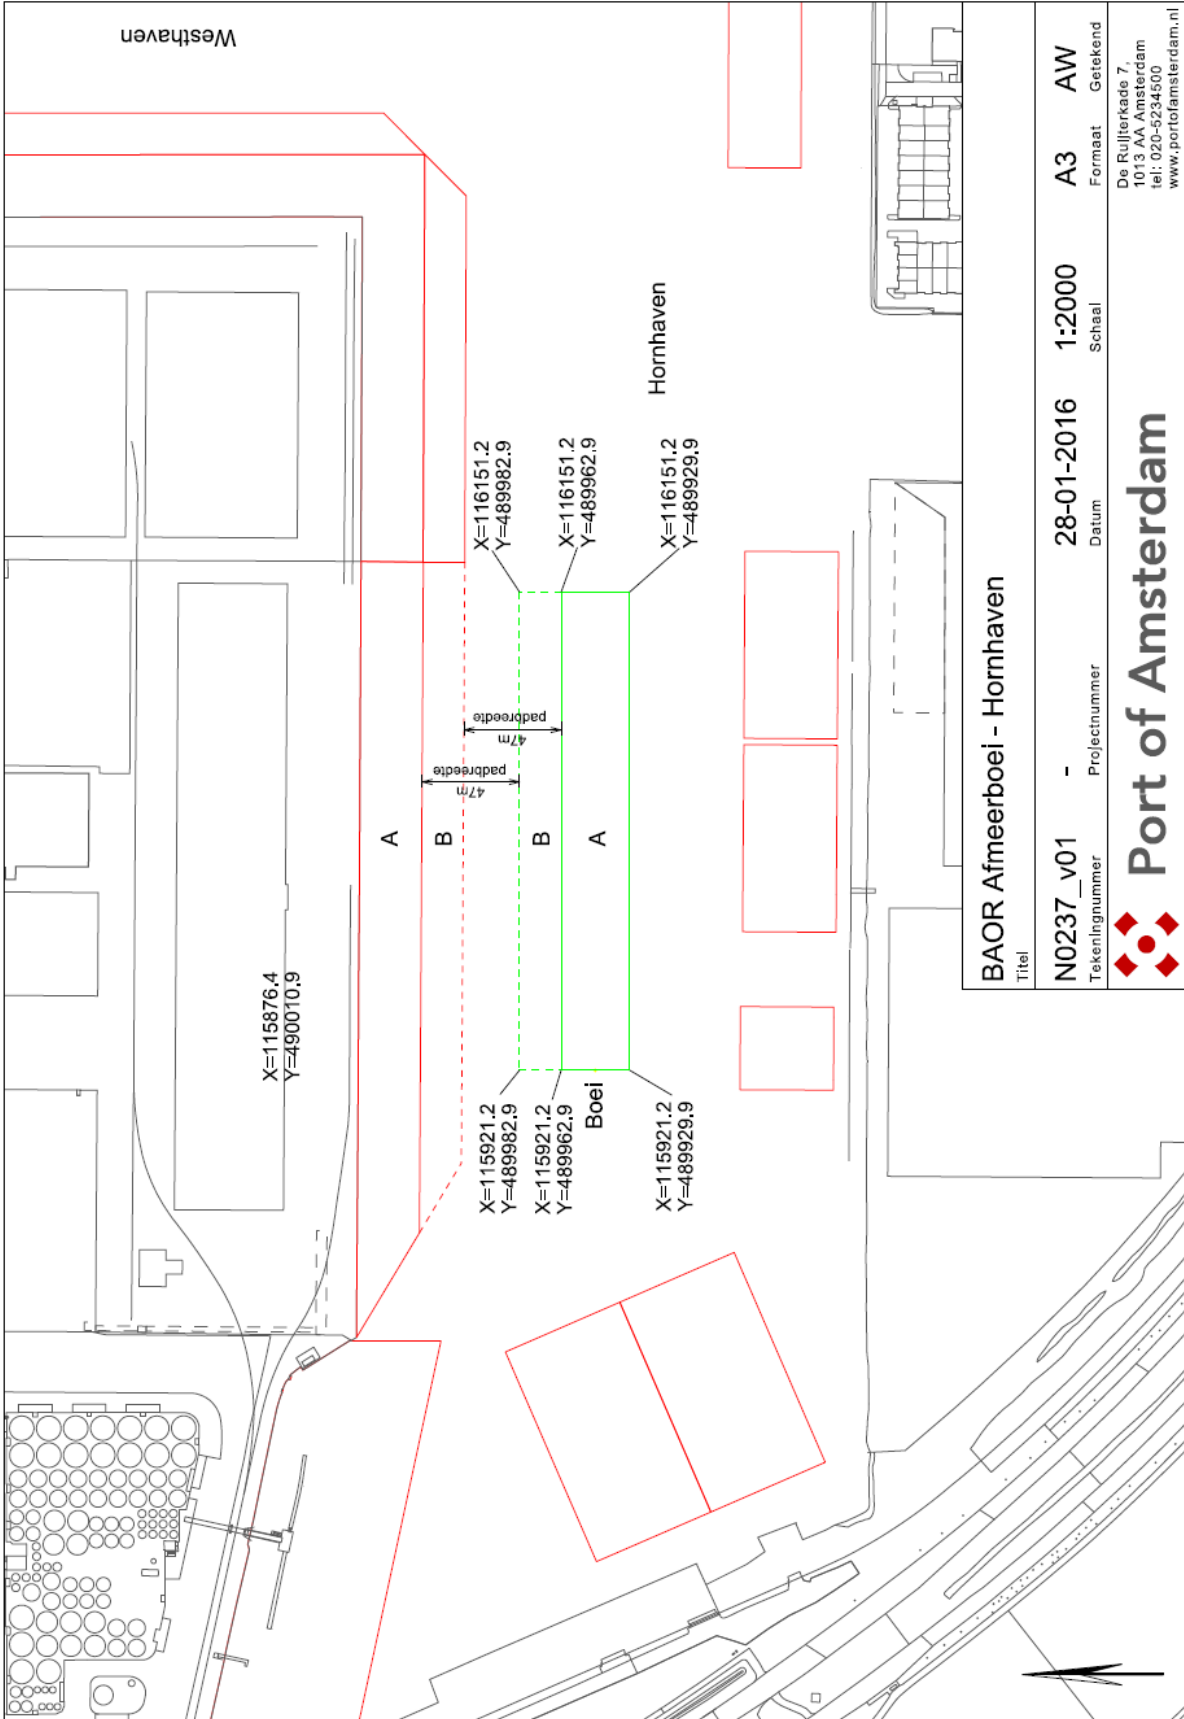 Westhaven
Hornhaven
X=116151.2
Y=489982.9
X=116151.2
Y=489962.9
X=116151.2
Y=489929.9
47m
padbreedte
47m
padbreedte
A
B
B
A
X=115876.4
Y=490010.9
X=115921.2
Y=489982.9
X=115921.2
Y=489962.9
Boei
X=115921.2
Y=489929.9
BAOR Afmeerboei - Hornhaven
Titel
N0237_v01 - 28-01-2016 1:2000 A3 AW
Tekeningnummer Projectnummer Datum Schaal Formaat Getekend
Port of Amsterdam
De Ruijterkade 7,
1013 AA Amsterdam
tel: 020-5234500
www.portofamsterdam.nl